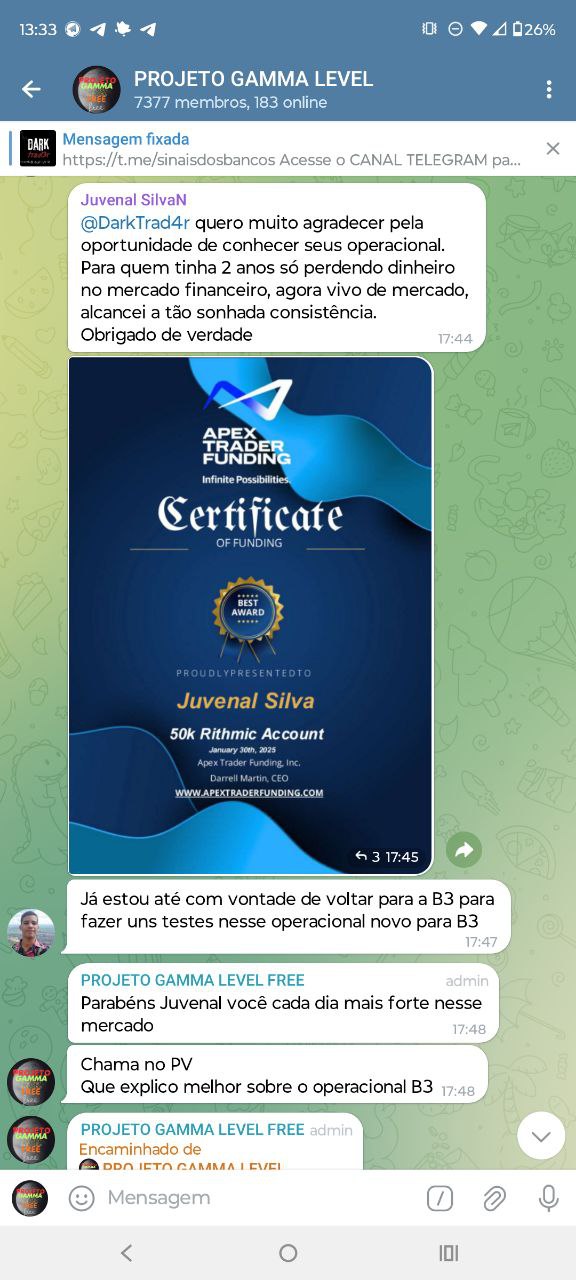 13:33
26%
PROJETO GAMMA LEVEL
7377 membros, 183 online
Mensagem fixada
https://t.me/sinaisdosbancos Acesse o CANAL TELEGRAM pa...
Juvenal SilvaN
@DarkTrad4r quero muito agradecer pela
oportunidade de conhecer seus operacional.
Para quem tinha 2 anos só perdendo dinheiro
no mercado financeiro, agora vivo de mercado,
alcancei a tão sonhada consistência.
Obrigado de verdade
17:44
APEX
TRADER
FUNDING
Infinite Possibilities.
Certificate
OF FUNDING
BEST
AWARD
PROUDLYPRESENTEDTO
Juvenal Silva
50k Rithmic Account
January 30th, 2025
Apex Trader Funding, Inc.
Darrell Martin, CEO
WWW.APEXTRADERFUNDING.COM
3 17:45
Já estou até com vontade de voltar para a B3 para
fazer uns testes nesse operacional novo para B3
17:47
PROJETO GAMMA LEVEL FREE admin
Parabéns Juvenal você cada dia mais forte nesse
mercado
17:48
Chama no PV
Que explico melhor sobre o operacional B3 17:48
PROJETO GAMMA LEVEL FREE admin
Encaminhado de
PROJETO GAMMA LEVEL
Mensagem